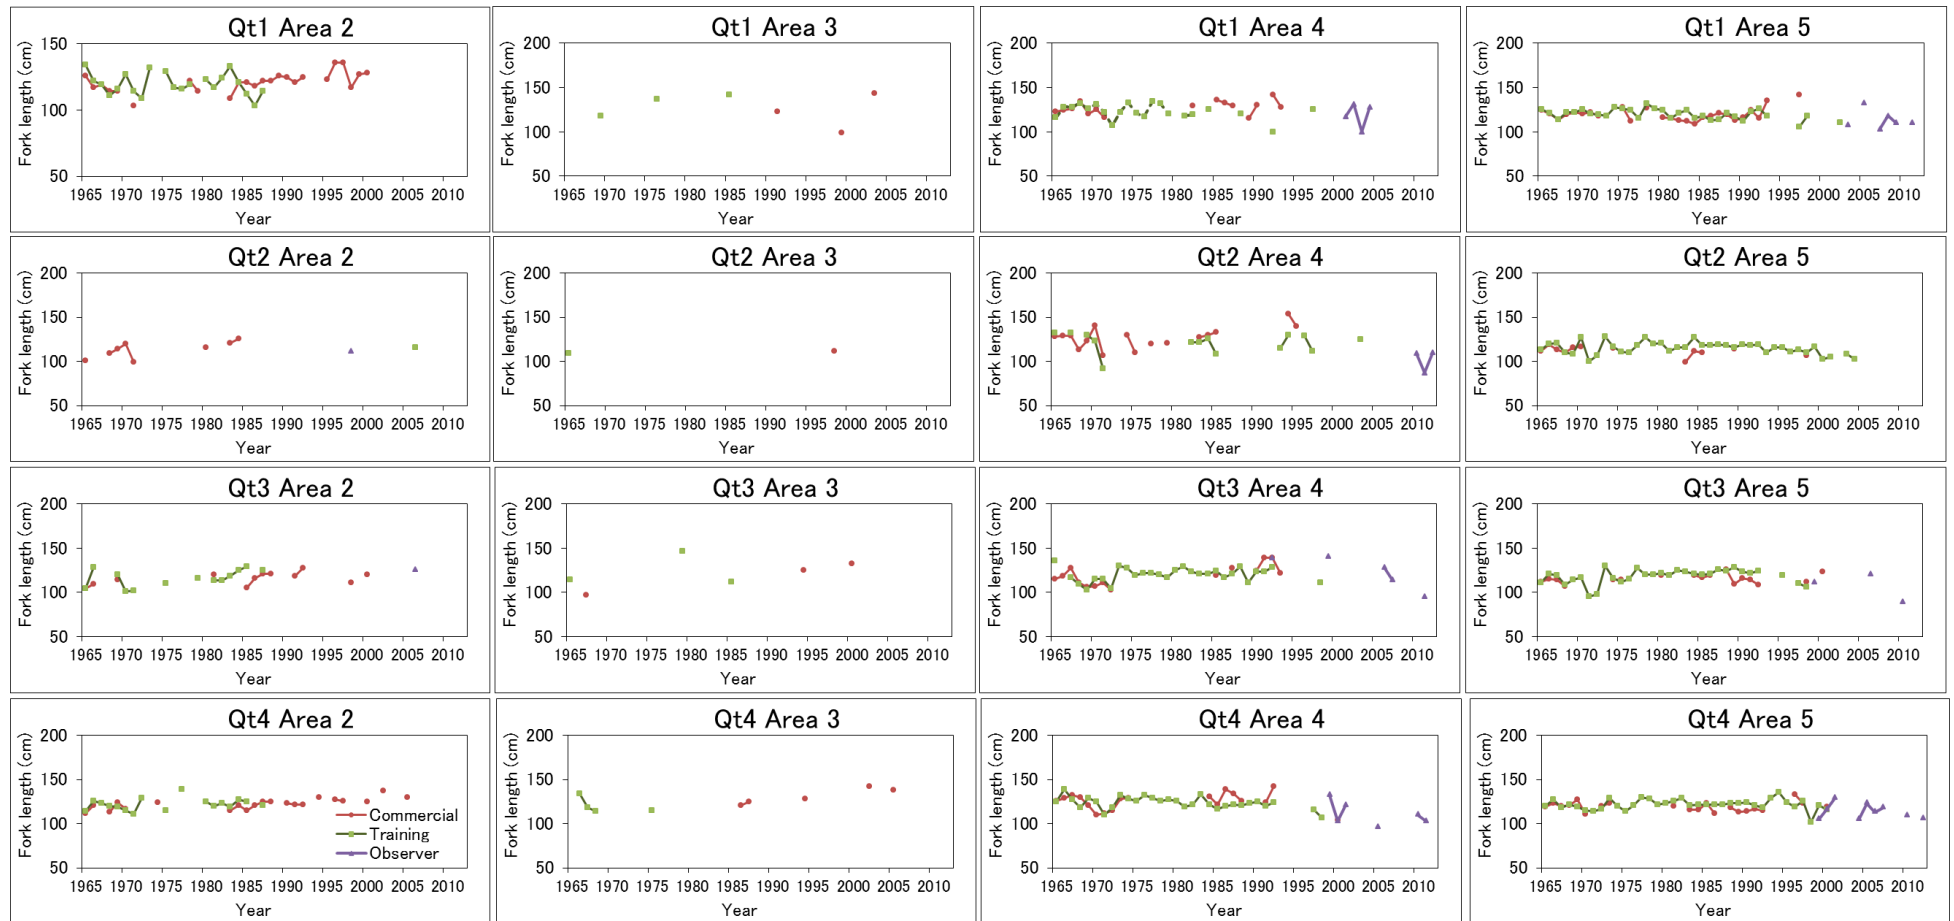 Qt1 Area 2
Fork length (cm)
150
100
50
1965 1970 1975 1980 1985 1990 1995 2000 2005 2010
Year
Qt1 Area 3
Fork length (cm)
200
150
100
50
1965 1970 1975 1980 1985 1990 1995 2000 2005 2010
Year
Qt1 Area 4
Fork length (cm)
200
150
100
50
1965 1970 1975 1980 1985 1990 1995 2000 2005 2010
Year
Qt1 Area 5
Fork length (cm)
200
150
100
50
1965 1970 1975 1980 1985 1990 1995 2000 2005 2010
Year
Qt2 Area 2
Fork length (cm)
200
150
100
50
1965 1970 1975 1980 1985 1990 1995 2000 2005 2010
Year
Qt2 Area 3
Fork length (cm)
200
150
100
50
1965 1970 1975 1980 1985 1990 1995 2000 2005 2010
Year
Qt2 Area 4
Fork length (cm)
200
150
100
50
1965 1970 1975 1980 1985 1990 1995 2000 2005 2010
Year
Qt2 Area 5
Fork length (cm)
200
150
100
50
1965 1970 1975 1980 1985 1990 1995 2000 2005 2010
Year
Qt3 Area 2
Fork length (cm)
200
150
100
50
1965 1970 1975 1980 1985 1990 1995 2000 2005 2010
Year
Qt3 Area 3
Fork length (cm)
200
150
100
50
1965 1970 1975 1980 1985 1990 1995 2000 2005 2010
Year
Qt3 Area 4
Fork length (cm)
200
150
100
50
1965 1970 1975 1980 1985 1990 1995 2000 2005 2010
Year
Qt3 Area 5
Fork length (cm)
200
150
100
50
1965 1970 1975 1980 1985 1990 1995 2000 2005 2010
Year
Qt4 Area 2
Fork length (cm)
200
150
100
50
Commercial
Training
Observer
1965 1970 1975 1980 1985 1990 1995 2000 2005 2010
Year
Qt4 Area 3
Fork length (cm)
200
150
100
50
1965 1970 1975 1980 1985 1990 1995 2000 2005 2010
Year
Qt4 Area 4
Fork length (cm)
200
150
100
50
1965 1970 1975 1980 1985 1990 1995 2000 2005 2010
Year
Qt4 Area 5
Fork length (cm)
200
150
100
50
1965 1970 1975 1980 1985 1990 1995 2000 2005 2010
Year